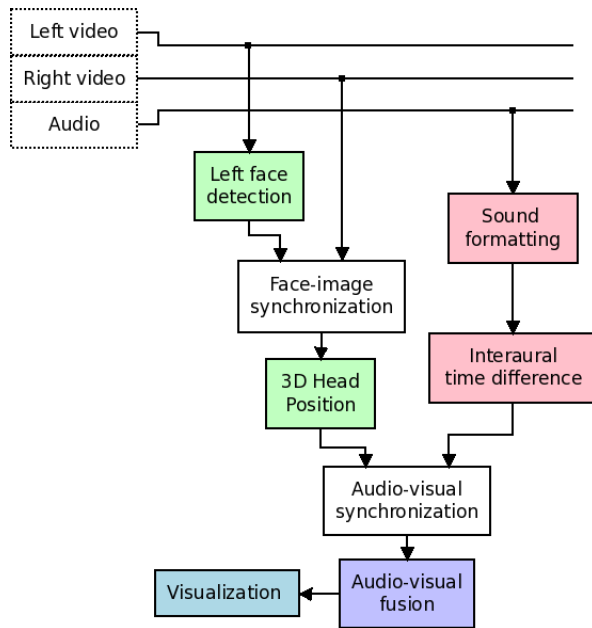 Left video
Right video
Audio
Left face
detection
Sound
formatting
Face-image
synchronization
Interaural
time difference
3D Head
Position
Audio-visual
synchronization
Visualization
Audio-visual
fusion